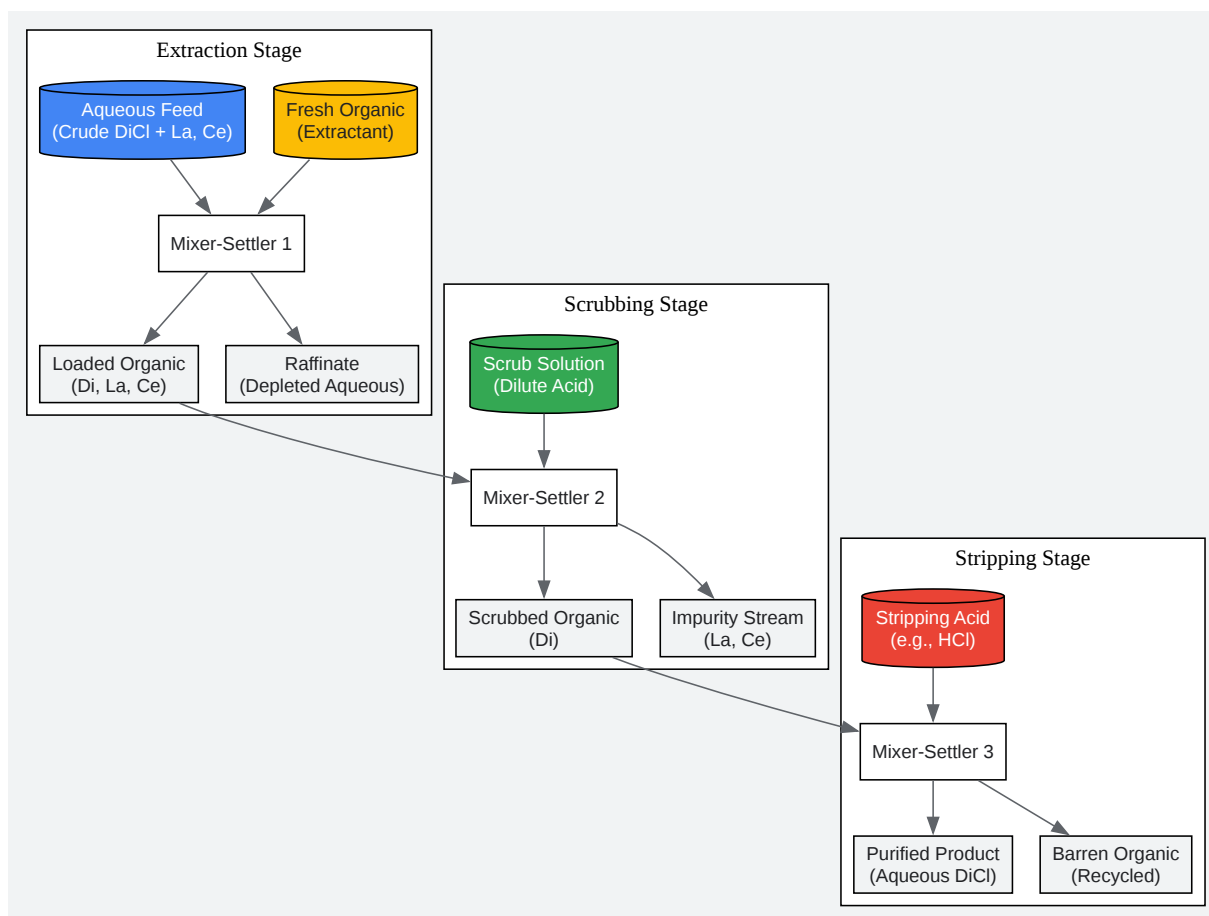 Extraction Stage
Aqueous Feed
(Crude DiCl + La, Ce)
Fresh Organic
(Extractant)
Mixer-Settler 1
Loaded Organic
(Di, La, Ce)
Raffinate
(Depleted Aqueous)
Scrubbing Stage
Scrub Solution
(Dilute Acid)
Mixer-Settler 2
Scrubbed Organic
(Di)
Impurity Stream
(La, Ce)
Stripping Stage
Stripping Acid
(e.g., HCl)
Mixer-Settler 3
Purified Product
(Aqueous DiCl)
Barren Organic
(Recycled)